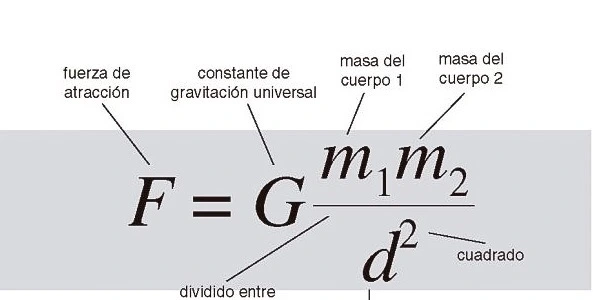 fuerza de
atracción
constante de
gravitación universal
masa del
cuerpo 1
masa del
cuerpo 2
F = G m₁m₂
d²
cuadrado
dividido entre